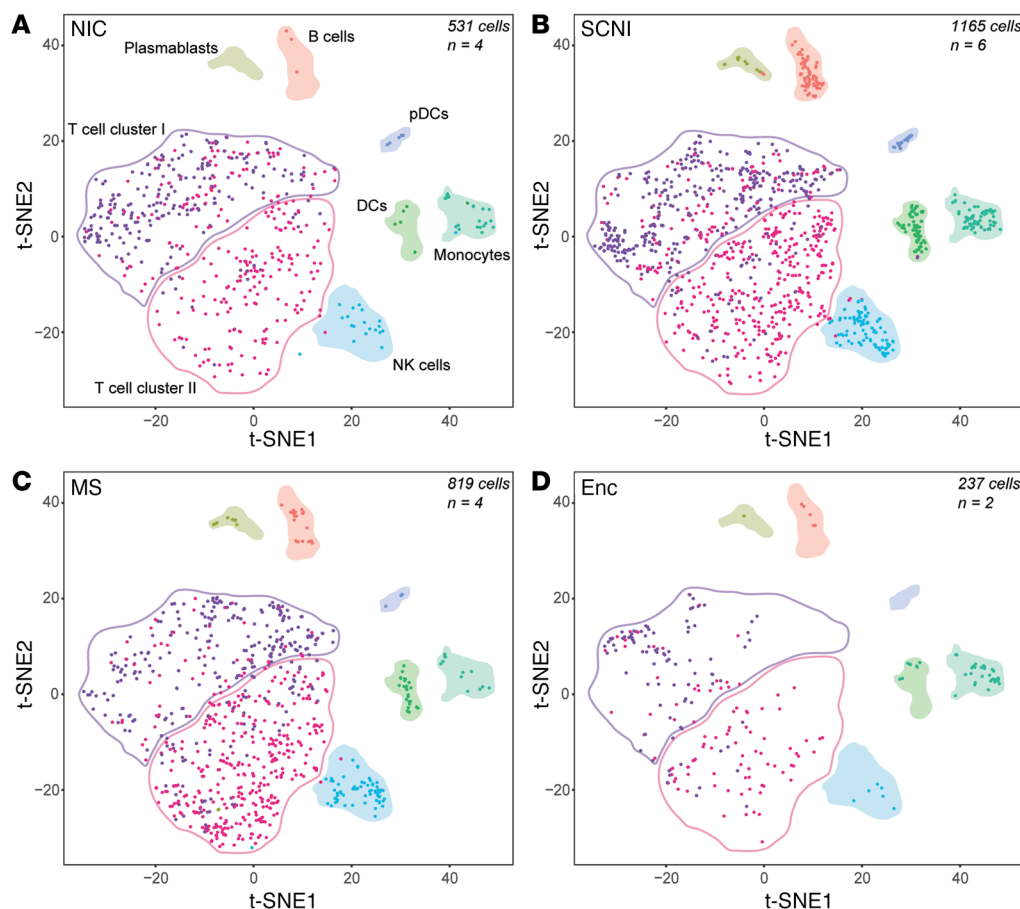 A
NIC
531 cells
n = 4
Plasmablasts
B cells
pDCs
T cell cluster I
DCs
Monocytes
NK cells
T cell cluster II
40
20
0
−20
t-SNE2
−20
0
20
40
t-SNE1
B
SCNI
1165 cells
n = 6
40
20
0
−20
t-SNE2
−20
0
20
40
t-SNE1
C
MS
819 cells
n = 4
40
20
0
−20
t-SNE2
−20
0
20
40
t-SNE1
D
Enc
237 cells
n = 2
40
20
0
−20
t-SNE2
−20
0
20
40
t-SNE1